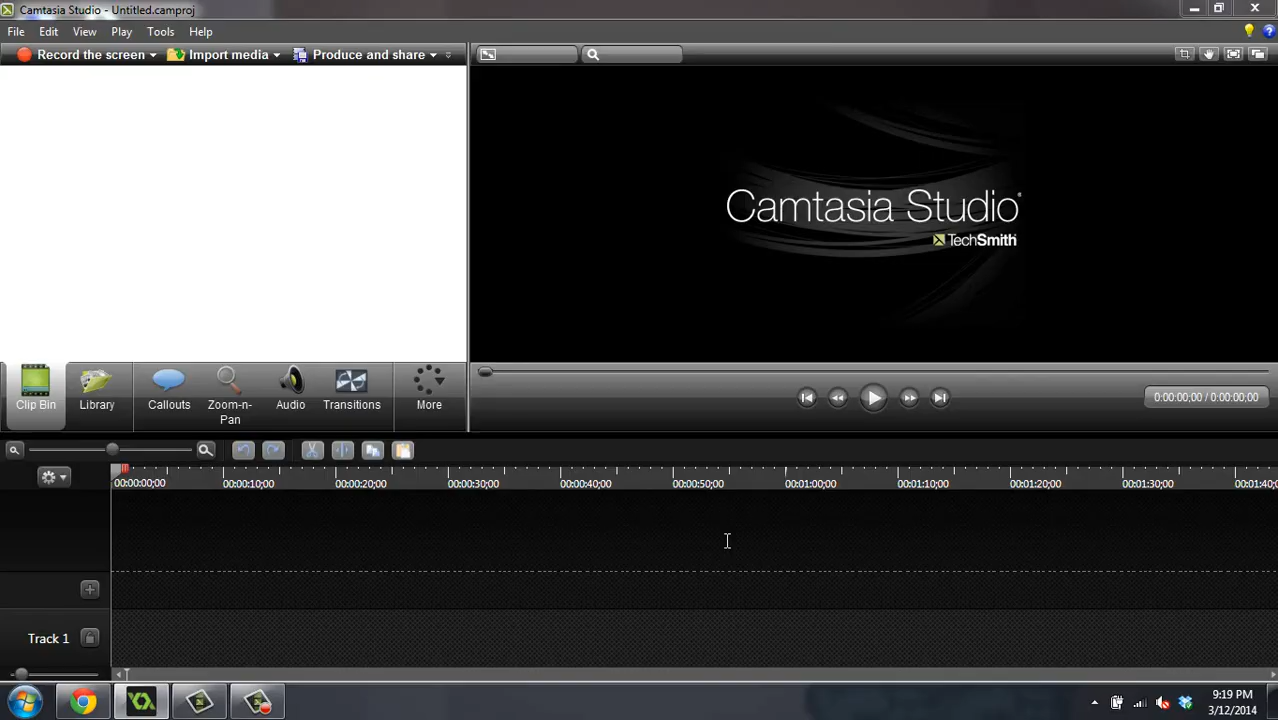 Camtasia Studio - Untitled.camproj
File Edit View Play Tools Help
Record the screen Import media Produce and share
Camtasia Studio®
TechSmith
Clip Bin Library Callouts Zoom-n-Pan Audio Transitions More
0:00:00;00 / 0:00:00;00
00:00:00;00 00:00:10;00 00:00:20;00 00:00:30;00 00:00:40;00 00:00:50;00 00:01:00;00 00:01:10;00 00:01:20;00 00:01:30;00 00:01:40;
Track 1
9:19 PM
3/12/2014